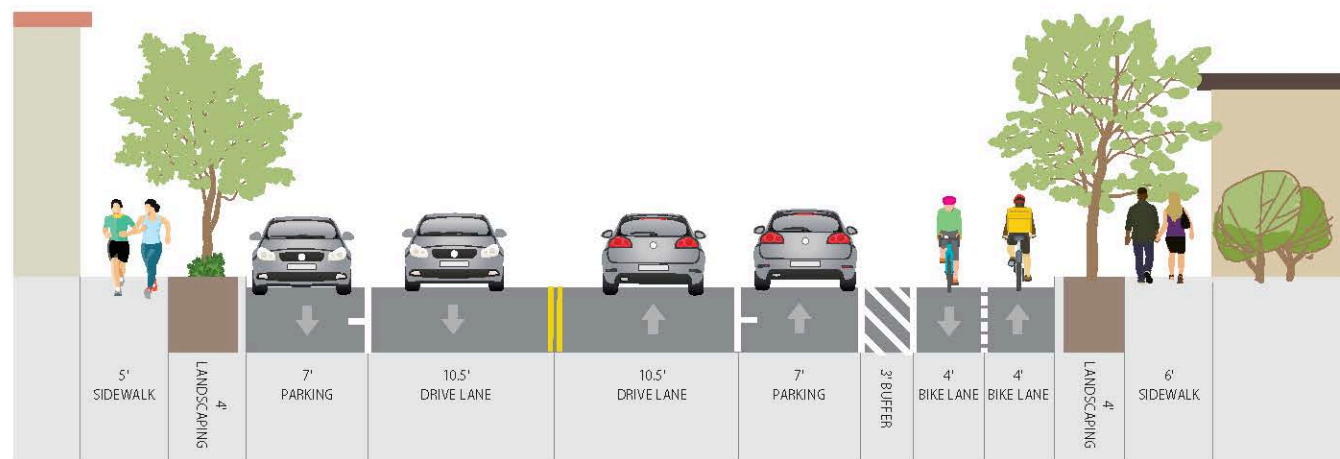 5'
SIDEWALK
4'
LANDSCAPING
7'
PARKING
10.5'
DRIVE LANE
10.5'
DRIVE LANE
7'
PARKING
3' BUFFER
4'
BIKE LANE
4'
BIKE LANE
4'
LANDSCAPING
6'
SIDEWALK